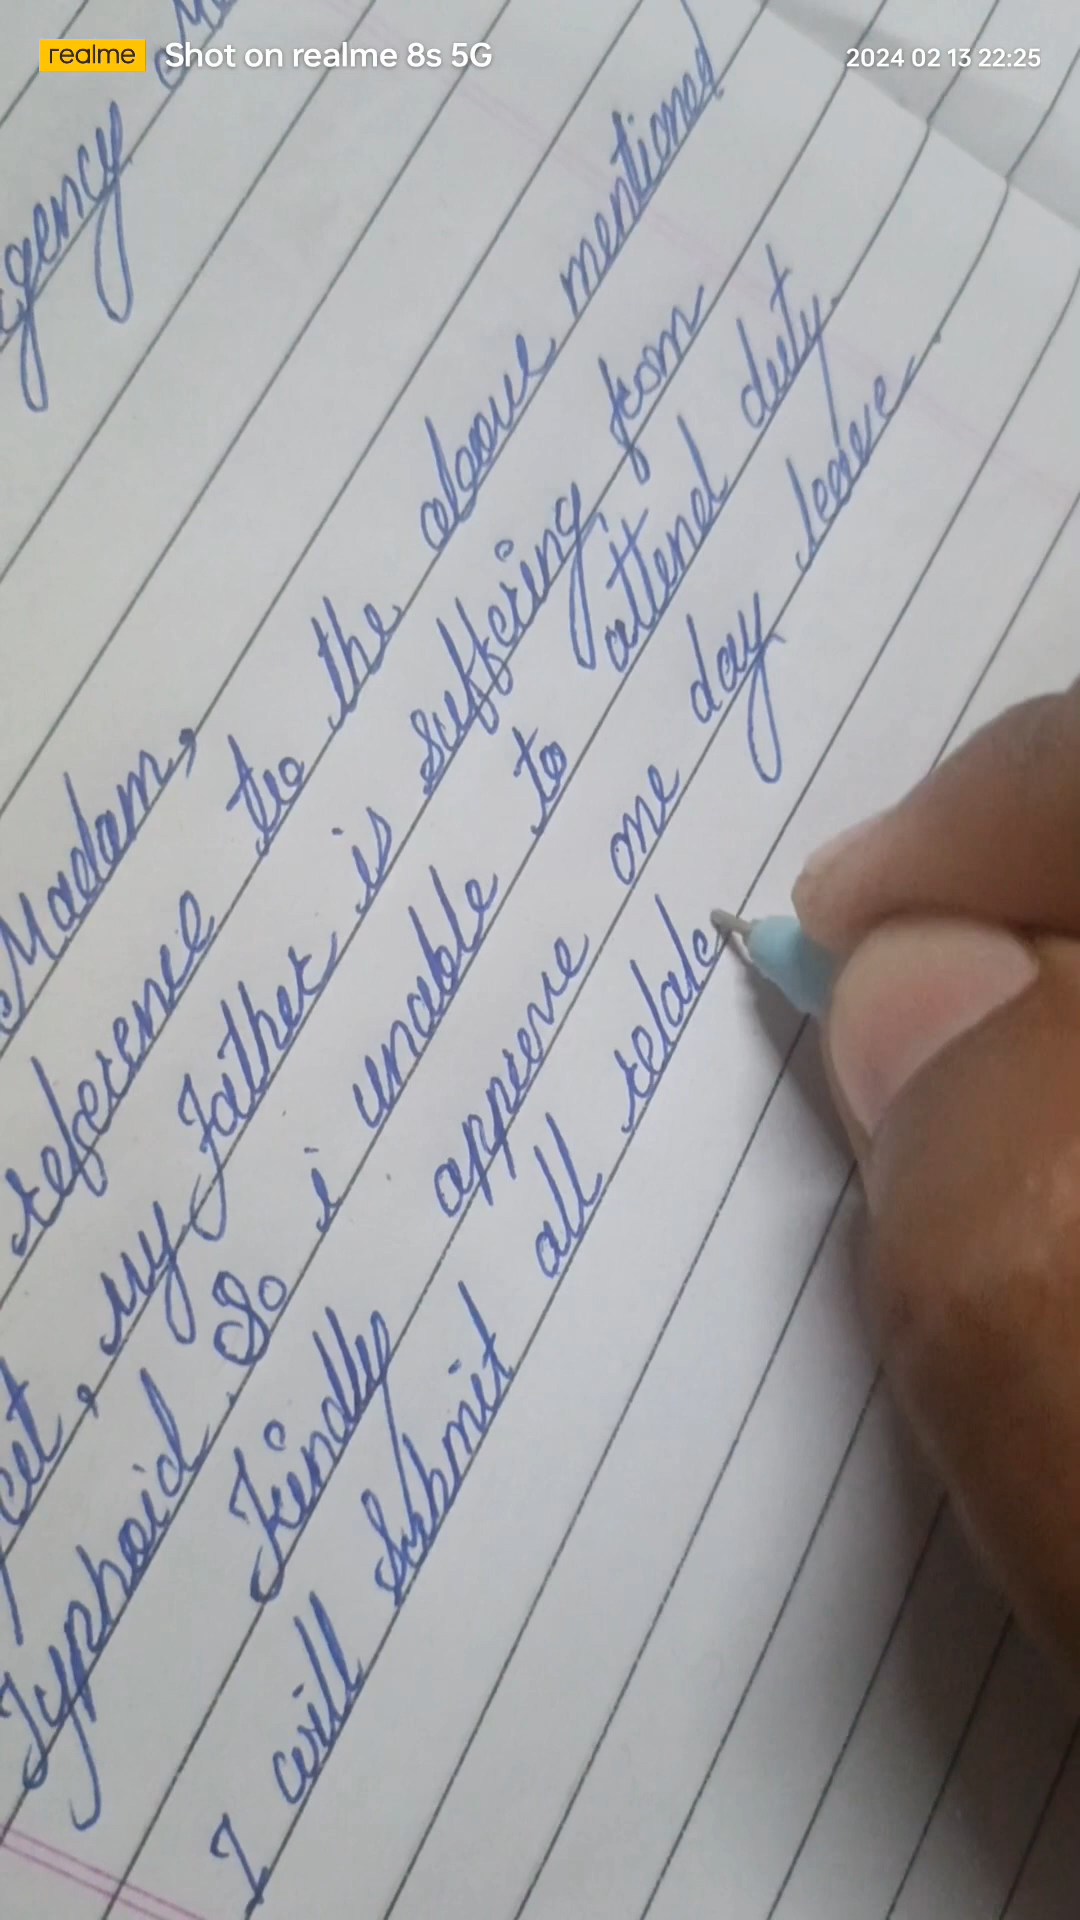 realme Shot on realme 8s 5G
2024 02 13 22:25
gency
Madam,
reference to the above mentioned
, my Father is suffering from
Typhoid. So i unable to attend duty.
Kindly approve one day leave.
I will Submit all relate